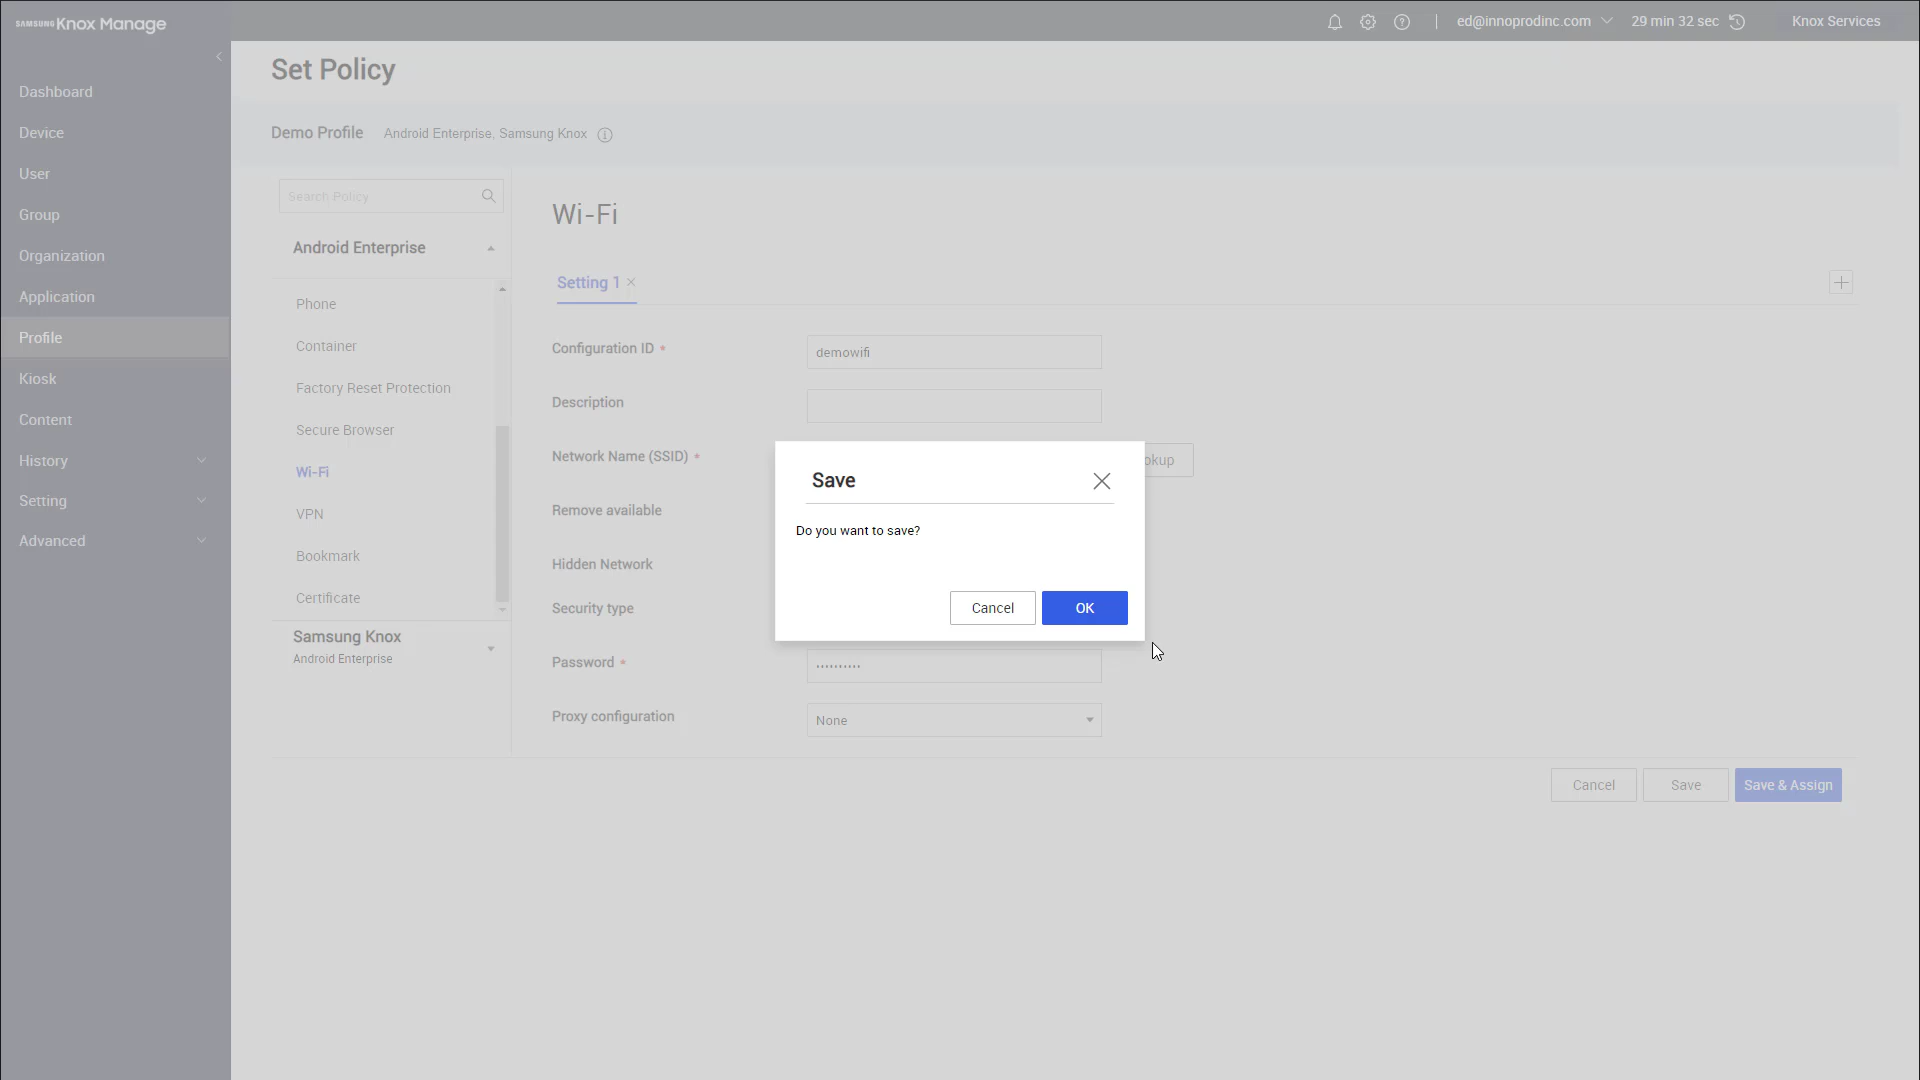 SAMSUNG Knox Manage
ed@innoprodinc.com
29 min 32 sec
Knox Services
Dashboard
Device
User
Group
Organization
Application
Profile
Kiosk
Content
History
Setting
Advanced
Set Policy
Demo Profile
Android Enterprise, Samsung Knox
Search Policy
Android Enterprise
Phone
Container
Factory Reset Protection
Secure Browser
Wi-Fi
VPN
Bookmark
Certificate
Samsung Knox
Android Enterprise
Wi-Fi
Setting 1
Configuration ID *
demowifi
Description
Network Name (SSID) *
okup
Remove available
Hidden Network
Security type
Password *
••••••••••
Proxy configuration
None
Save
Do you want to save?
Cancel
OK
Cancel
Save
Save & Assign